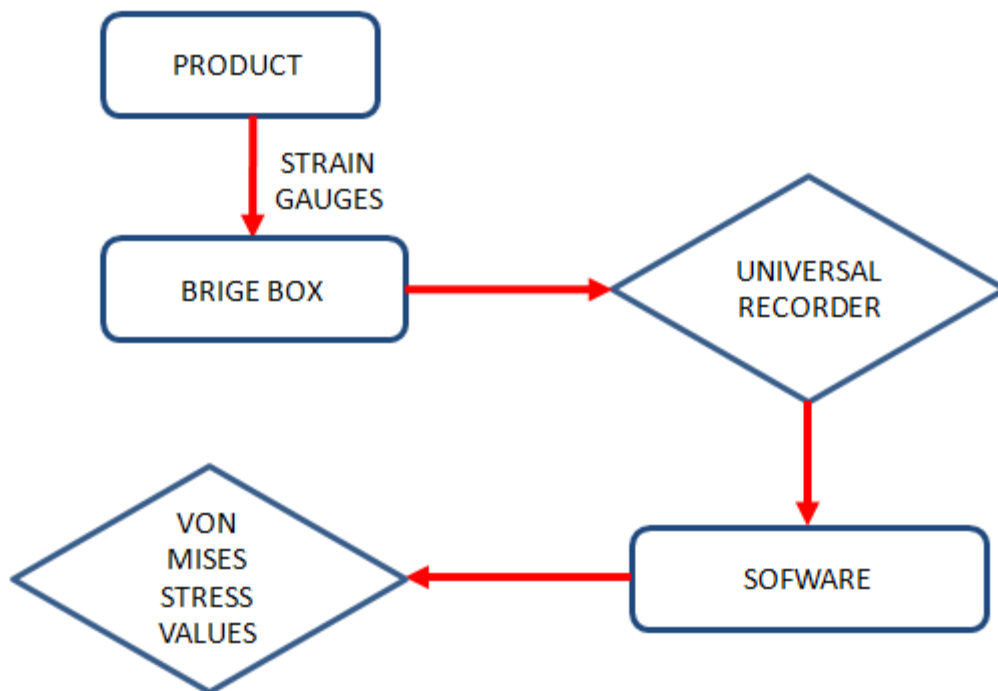 PRODUCT
STRAIN
GAUGES
BRIGE BOX
UNIVERSAL
RECORDER
SOFWARE
VON
MISES
STRESS
VALUES